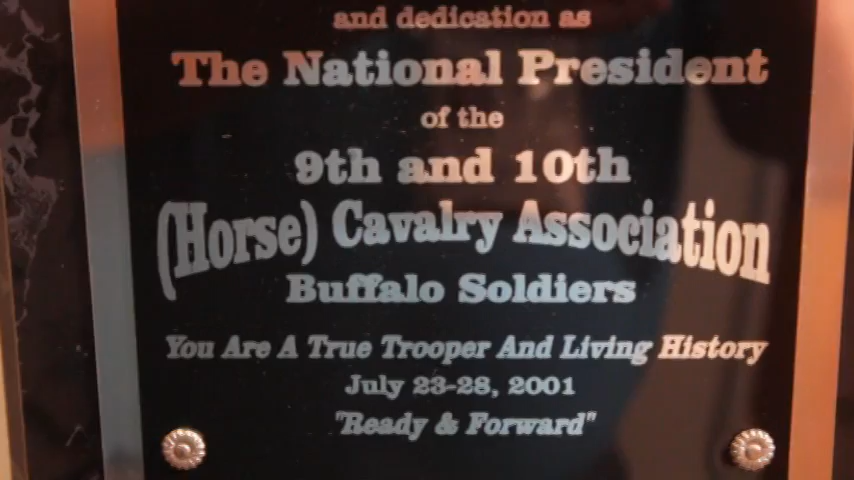 and dedication as
The National President
of the
9th and 10th
(Horse) Cavalry Association
Buffalo Soldiers
You Are A True Trooper And Living History
July 23-28, 2001
"Ready & Forward"